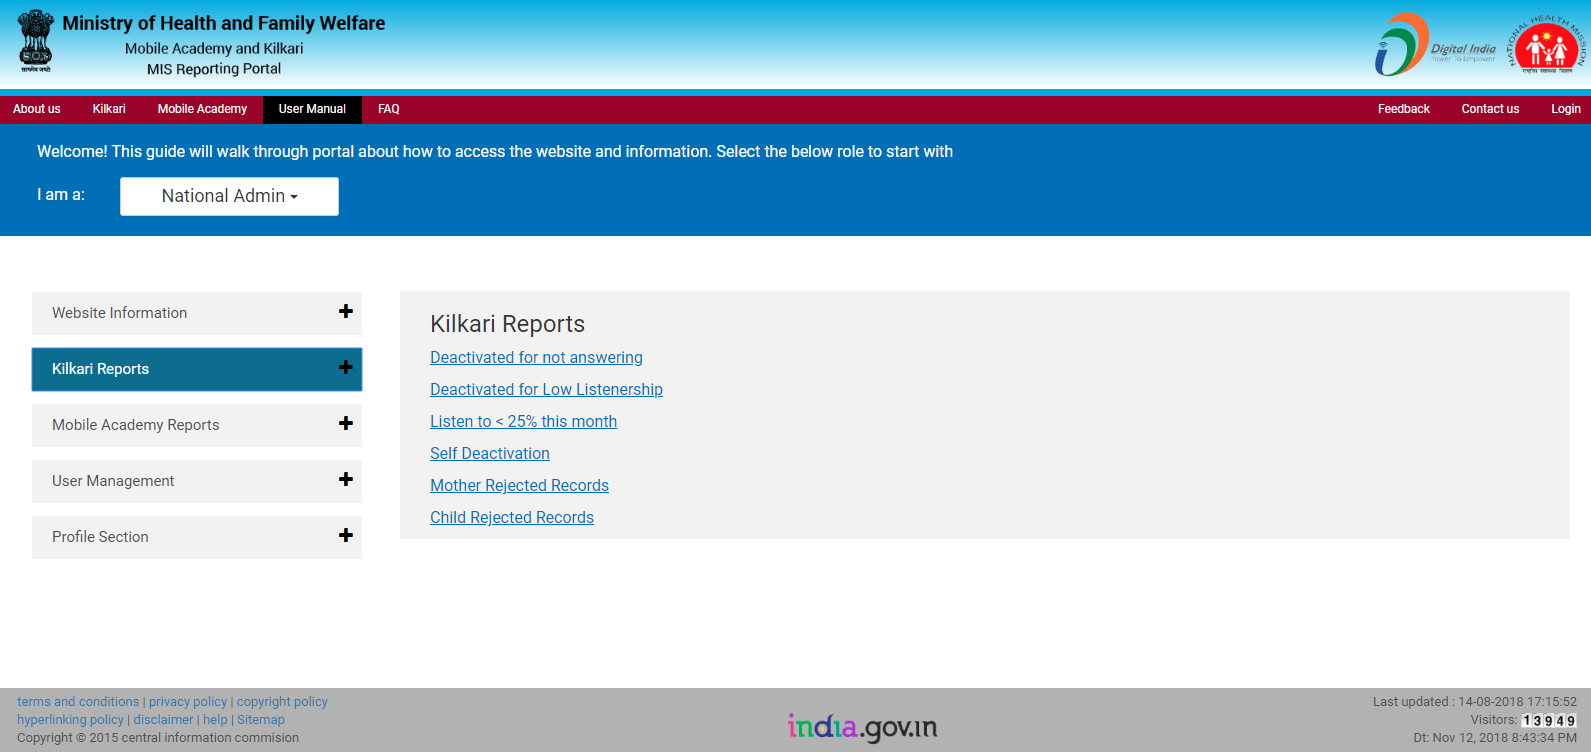 Ministry of Health and Family Welfare
Mobile Academy and Kilkari
MIS Reporting Portal
सत्यमेव जयते
Digital India
Power To Empower
NATIONAL HEALTH MISSION
राष्ट्रीय स्वास्थ्य मिशन
About us Kilkari Mobile Academy User Manual FAQ Feedback Contact us Login
Welcome! This guide will walk through portal about how to access the website and information. Select the below role to start with
I am a: National Admin
Website Information
Kilkari Reports
Mobile Academy Reports
User Management
Profile Section
Kilkari Reports
Deactivated for not answering
Deactivated for Low Listenership
Listen to < 25% this month
Self Deactivation
Mother Rejected Records
Child Rejected Records
terms and conditions | privacy policy | copyright policy
hyperlinking policy | disclaimer | help | Sitemap
Copyright © 2015 central information commision
india.gov.in
Last updated : 14-08-2018 17:15:52
Visitors: 13949
Dt: Nov 12, 2018 8:43:34 PM